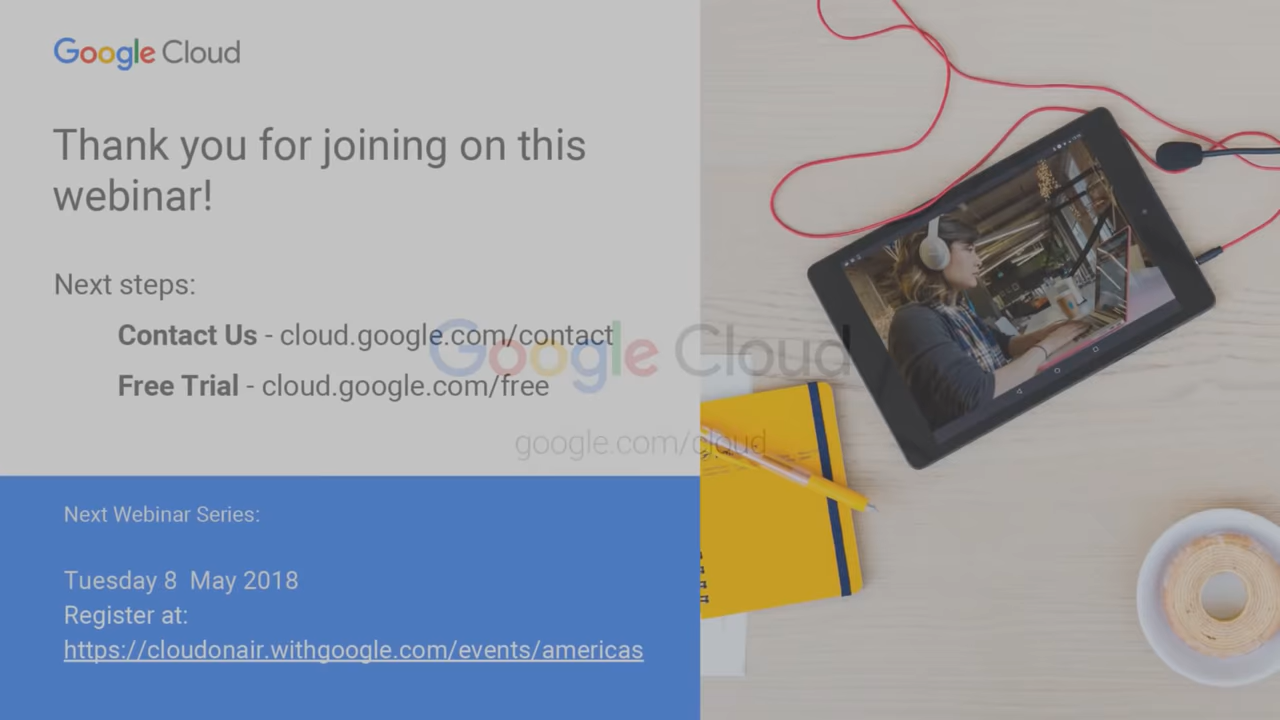 Google Cloud
Thank you for joining on this
webinar!
Next steps:
Contact Us - cloud.google.com/contact
Free Trial - cloud.google.com/free
Google Cloud
google.com/cloud
Next Webinar Series:
Tuesday 8  May 2018
Register at:
https://cloudonair.withgoogle.com/events/americas